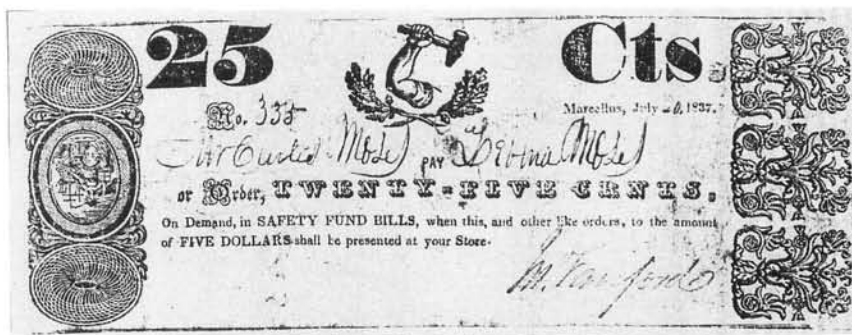 25 Cts.
No. 335 Marcellus, July 1837.
Mr Curtis Moses PAY Moses
or Order, TWENTY-FIVE CENTS,
On Demand, in SAFETY FUND BILLS, when this, and other like orders, to the amount
of FIVE DOLLARS shall be presented at your Store.